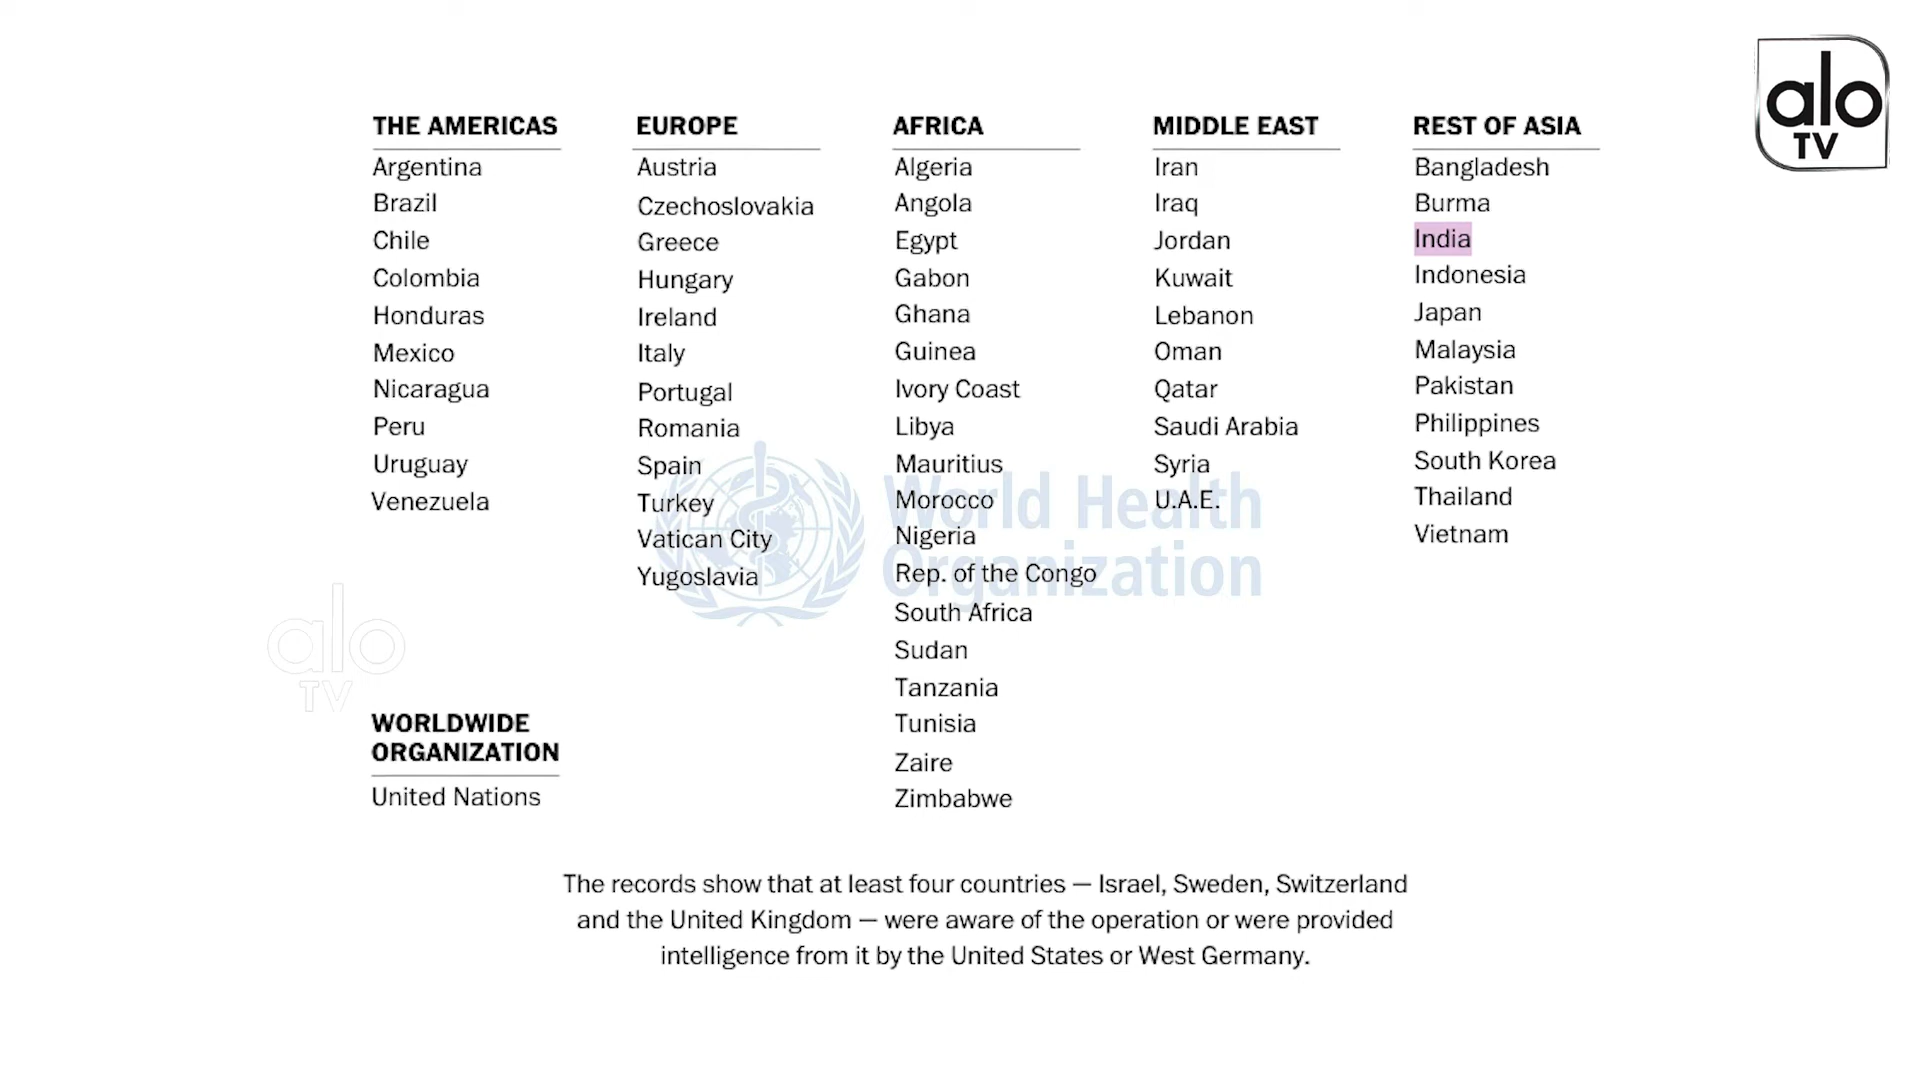 alo
TV
THE AMERICAS
Argentina
Brazil
Chile
Colombia
Honduras
Mexico
Nicaragua
Peru
Uruguay
Venezuela
EUROPE
Austria
Czechoslovakia
Greece
Hungary
Ireland
Italy
Portugal
Romania
Spain
Turkey
Vatican City
Yugoslavia
AFRICA
Algeria
Angola
Egypt
Gabon
Ghana
Guinea
Ivory Coast
Libya
Mauritius
Morocco
Nigeria
Rep. of the Congo
South Africa
Sudan
Tanzania
Tunisia
Zaire
Zimbabwe
MIDDLE EAST
Iran
Iraq
Jordan
Kuwait
Lebanon
Oman
Qatar
Saudi Arabia
Syria
U.A.E.
REST OF ASIA
Bangladesh
Burma
India
Indonesia
Japan
Malaysia
Pakistan
Philippines
South Korea
Thailand
Vietnam
World Health
Organization
alo
TV
WORLDWIDE
ORGANIZATION
United Nations
The records show that at least four countries — Israel, Sweden, Switzerland
and the United Kingdom — were aware of the operation or were provided
intelligence from it by the United States or West Germany.